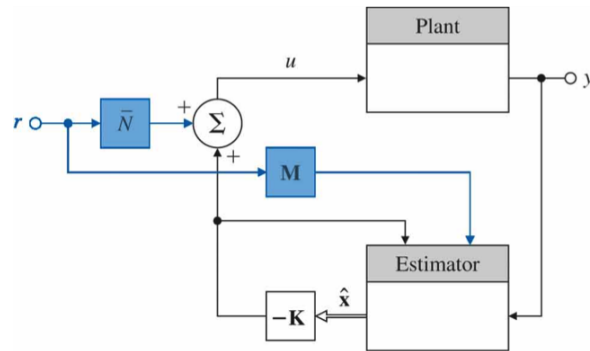 Plant
u
y
r
N̄
+
Σ
+
M
Estimator
x̂
−K